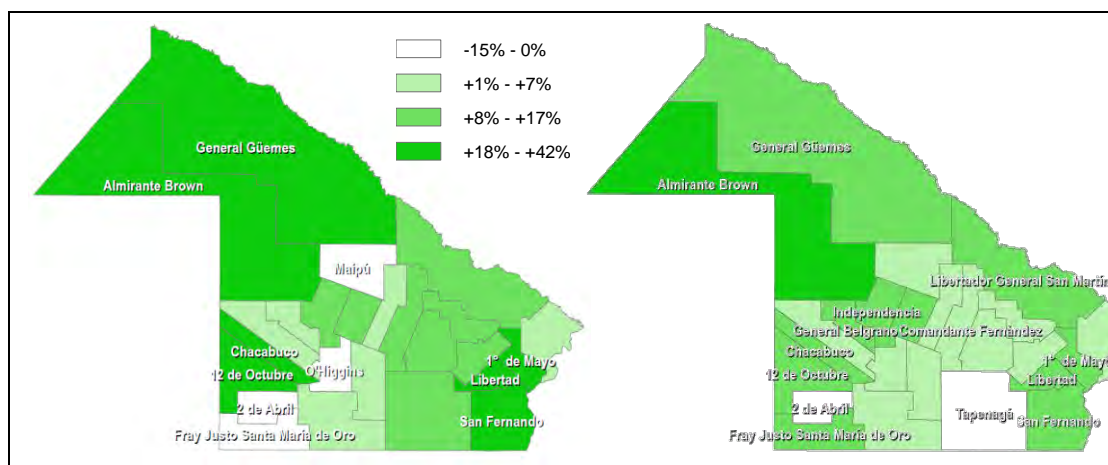 -15% - 0%
+1% - +7%
+8% - +17%
+18% - +42%
General Güemes
Almirante Brown
Maipú
Chacabuco
O'Higgins
12 de Octubre
1º de Mayo
Libertad
2 de Abril
San Fernando
Fray Justo Santa María de Oro
General Güemes
Almirante Brown
Libertador General San Martín
Independencia
General Belgrano
Comandante Fernández
Chacabuco
1º de Mayo
12 de Octubre
Libertad
2 de Abril
Tapenagá
San Fernando
Fray Justo Santa María de Oro